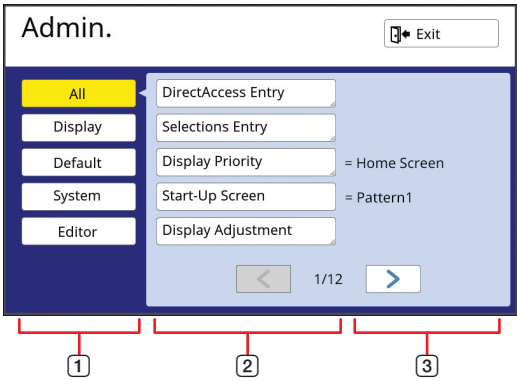 Admin.
Exit
All
DirectAccess Entry
Display
Selections Entry
Default
Display Priority = Home Screen
System
Start-Up Screen = Pattern1
Editor
Display Adjustment
1/12
1 2 3